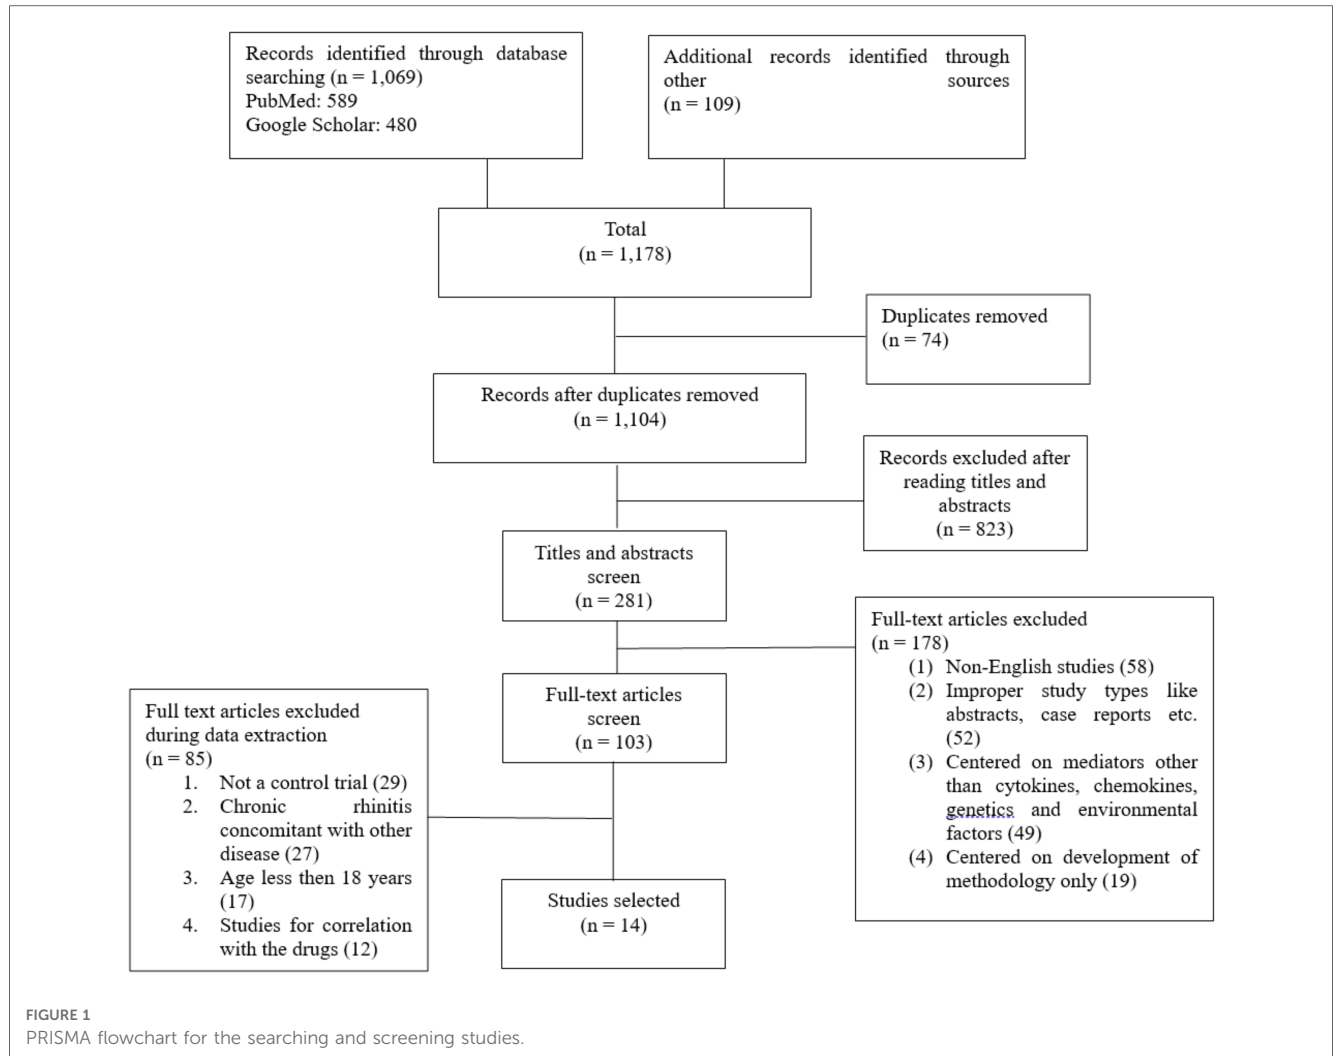 Records identified through database
searching (n = 1,069)
PubMed: 589
Google Scholar: 480
Additional records identified through
other sources
(n = 109)
Total
(n = 1,178)
Duplicates removed
(n = 74)
Records after duplicates removed
(n = 1,104)
Records excluded after
reading titles and
abstracts
(n = 823)
Titles and abstracts
screen
(n = 281)
Full-text articles excluded
(n = 178)
(1) Non-English studies (58)
(2) Improper study types like
abstracts, case reports etc.
(52)
(3) Centered on mediators other
than cytokines, chemokines,
genetics and environmental
factors (49)
(4) Centered on development of
methodology only (19)
Full-text articles
screen
(n = 103)
Full text articles excluded
during data extraction
(n = 85)
1. Not a control trial (29)
2. Chronic rhinitis
concomitant with other
disease (27)
3. Age less then 18 years
(17)
4. Studies for correlation
with the drugs (12)
Studies selected
(n = 14)
FIGURE 1
PRISMA flowchart for the searching and screening studies.